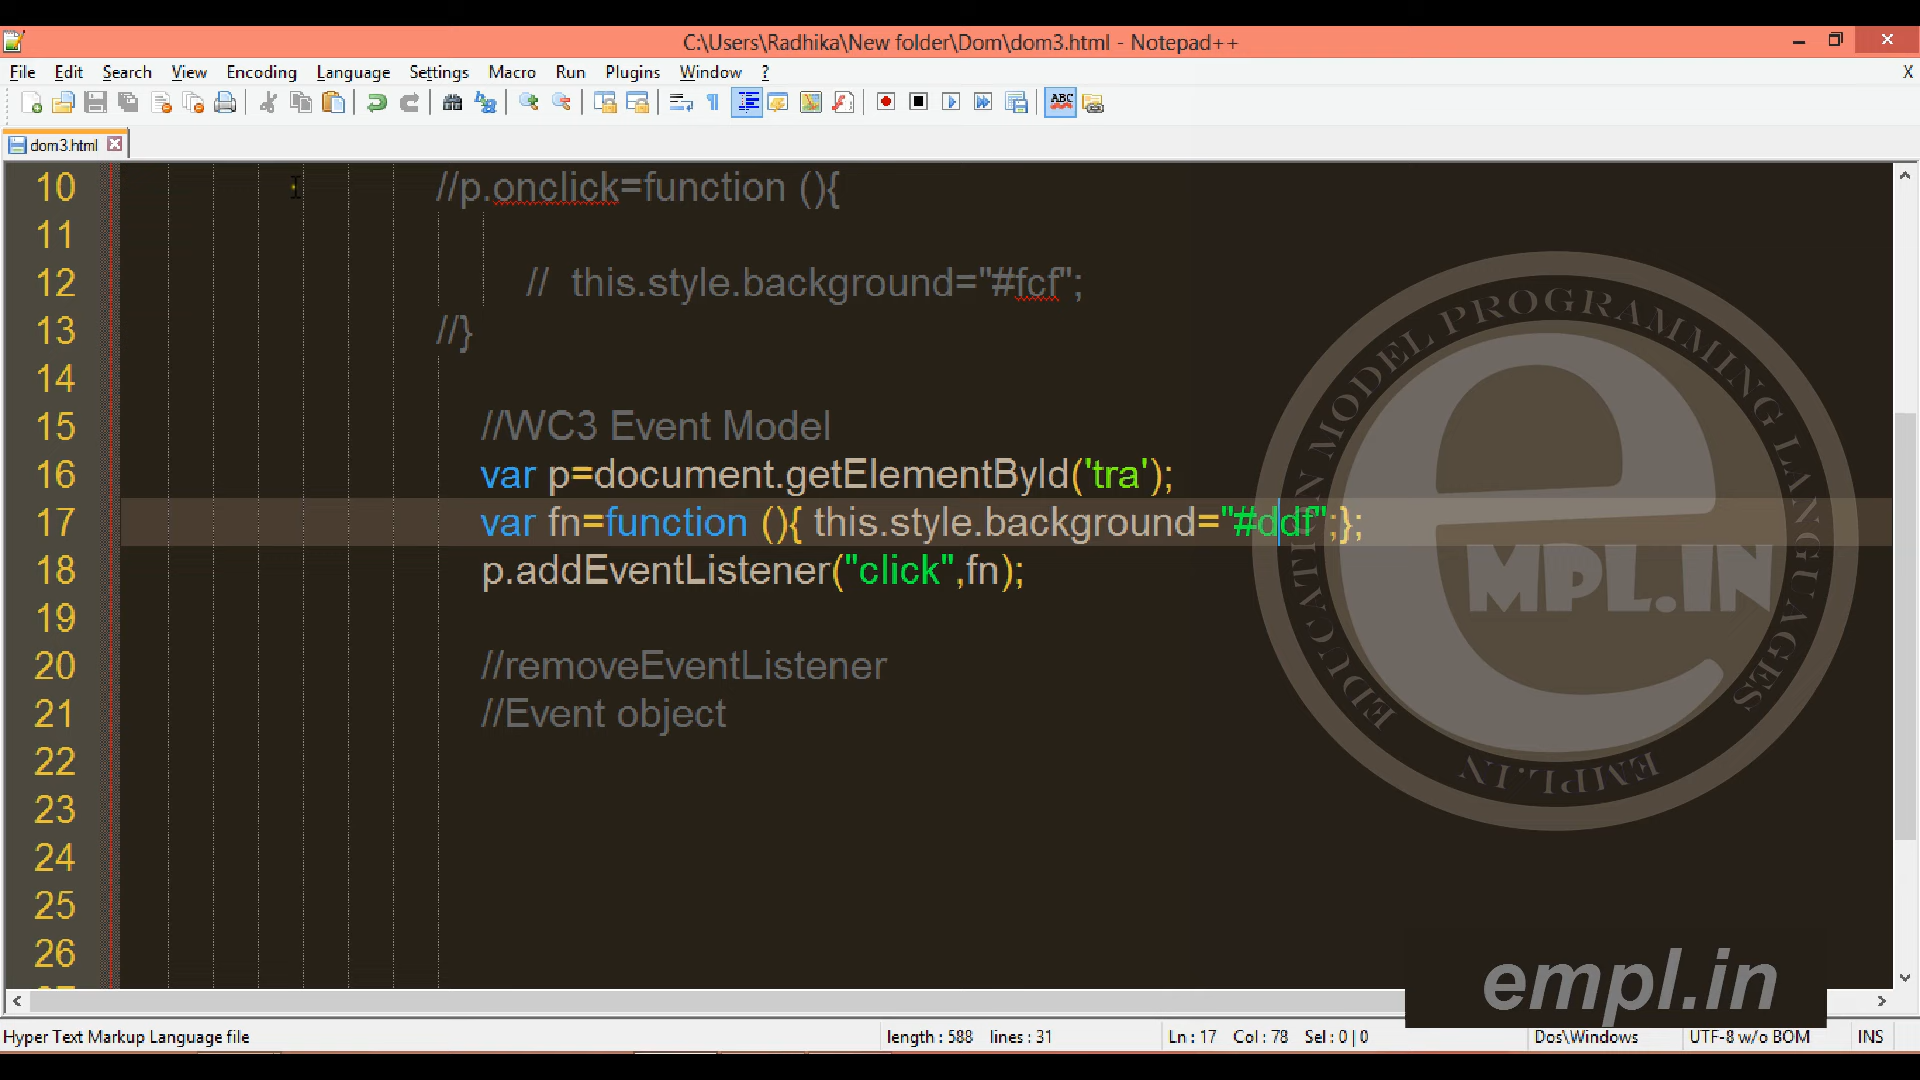 C:\Users\Radhika\New folder\Dom\dom3.html - Notepad++
File Edit Search View Encoding Language Settings Macro Run Plugins Window ? X
ABC
dom3.html
10 //p.onclick=function (){
11
12 // this.style.background="#fcf";
13 //}
14
15 //WC3 Event Model
16 var p=document.getElementById('tra');
17 var fn=function (){ this.style.background="#ddf";};
18 p.addEventListener("click",fn);
19
20 //removeEventListener
21 //Event object
22
23
24
25
26
EDUCATION MODEL PROGRAMMING LANGUAGES
eMPL.IN
EMPL.IN
empl.in
Hyper Text Markup Language file length : 588 lines : 31 Ln : 17 Col : 78 Sel : 0 | 0 Dos\Windows UTF-8 w/o BOM INS